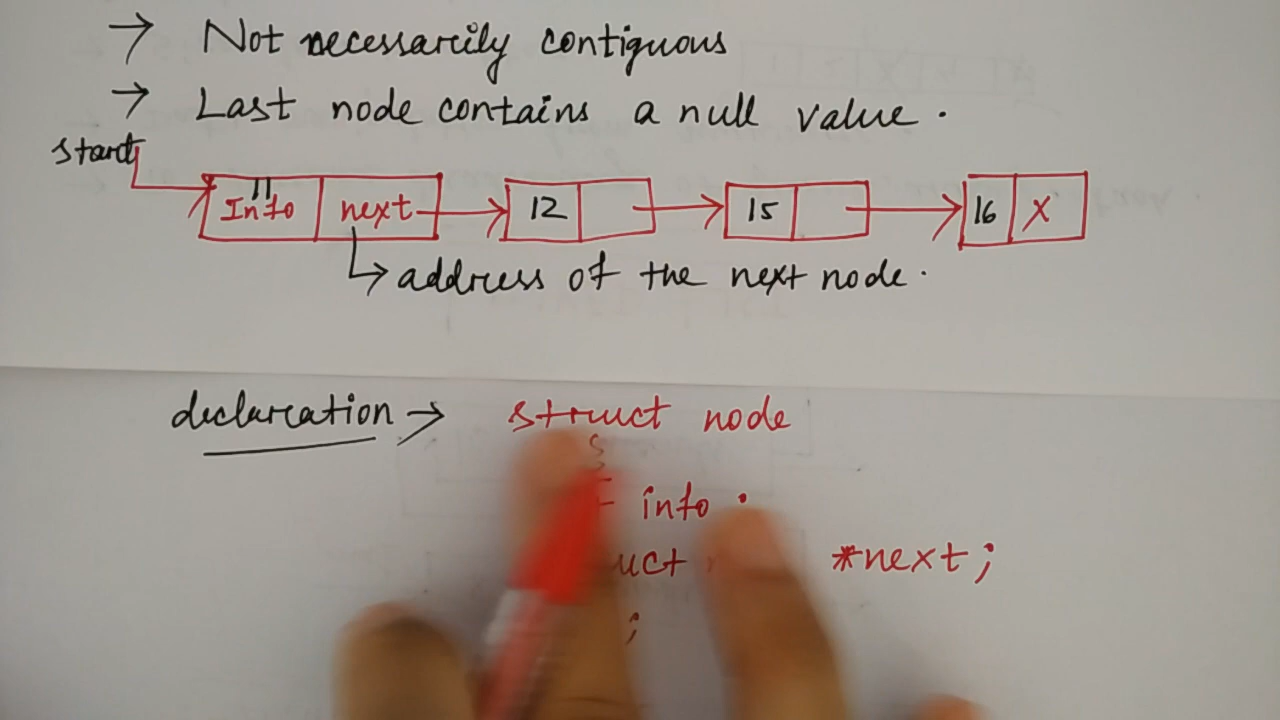 → Not necessarily contiguous
→ Last node contains a null value.
start
11
Info next 12 15 16 X
address of the next node.
declaration → struct node
{
info;
*next;
;